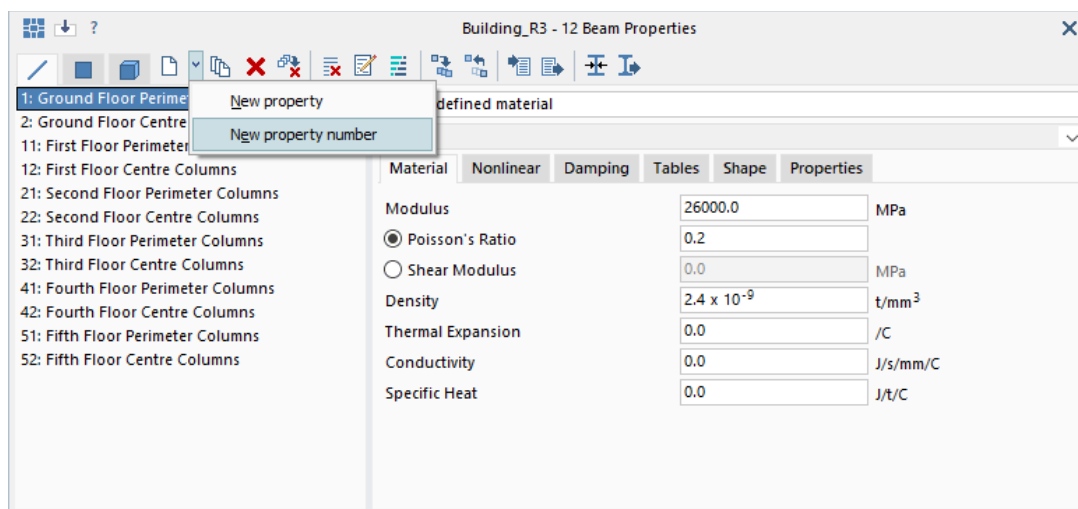 ?
Building_R3 - 12 Beam Properties
New property
New property number
defined material
1: Ground Floor Perime
2: Ground Floor Centre
11: First Floor Perimeter
12: First Floor Centre Columns
21: Second Floor Perimeter Columns
22: Second Floor Centre Columns
31: Third Floor Perimeter Columns
32: Third Floor Centre Columns
41: Fourth Floor Perimeter Columns
42: Fourth Floor Centre Columns
51: Fifth Floor Perimeter Columns
52: Fifth Floor Centre Columns
Material Nonlinear Damping Tables Shape Properties
Modulus 26000.0 MPa
Poisson's Ratio 0.2
Shear Modulus 0.0 MPa
Density 2.4 x 10⁻⁹ t/mm³
Thermal Expansion 0.0 /C
Conductivity 0.0 J/s/mm/C
Specific Heat 0.0 J/t/C